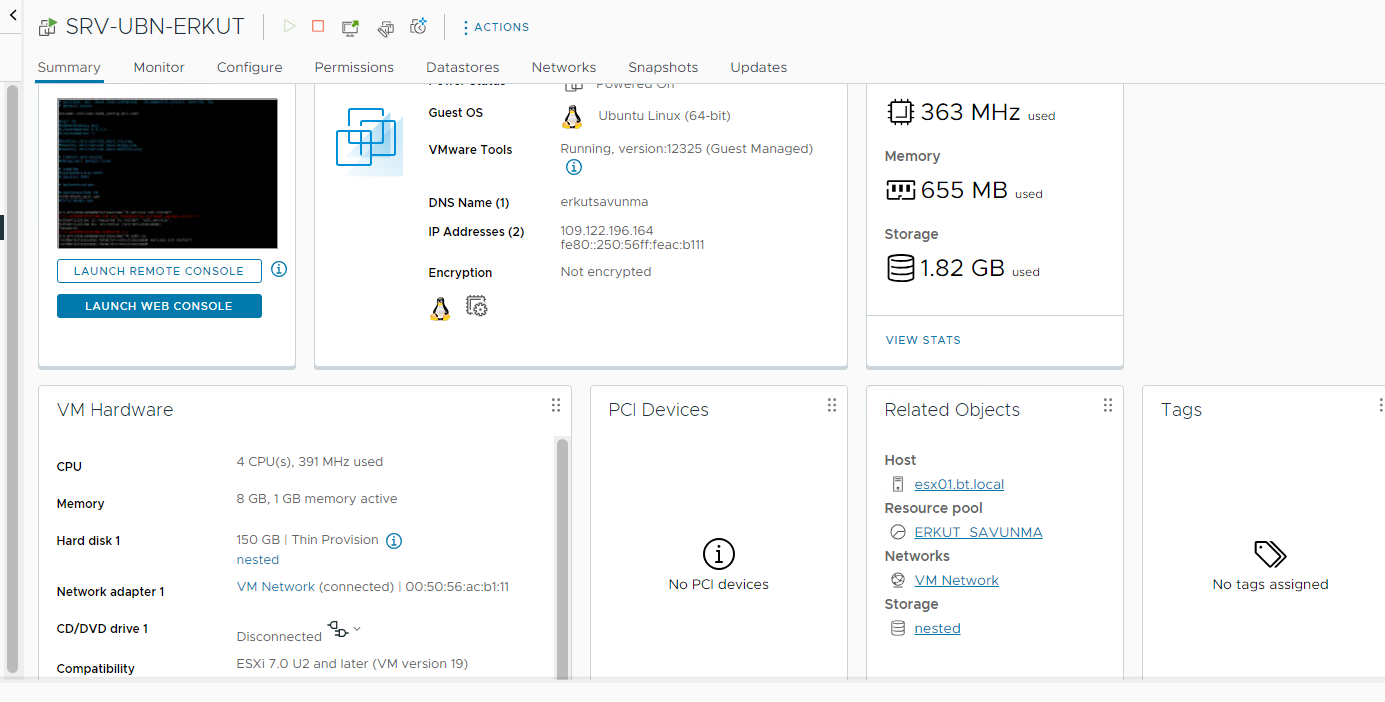 SRV-UBN-ERKUT
ACTIONS
Summary Monitor Configure Permissions Datastores Networks Snapshots Updates
LAUNCH REMOTE CONSOLE
LAUNCH WEB CONSOLE
Power Status Powered On
Guest OS Ubuntu Linux (64-bit)
VMware Tools Running, version:12325 (Guest Managed)
DNS Name (1) erkutsavunma
IP Addresses (2) 109.122.196.164
fe80::250:56ff:feac:b111
Encryption Not encrypted
363 MHz used
Memory
655 MB used
Storage
1.82 GB used
VIEW STATS
VM Hardware
CPU 4 CPU(s), 391 MHz used
Memory 8 GB, 1 GB memory active
Hard disk 1 150 GB | Thin Provision
nested
Network adapter 1 VM Network (connected) | 00:50:56:ac:b1:11
CD/DVD drive 1 Disconnected
Compatibility ESXi 7.0 U2 and later (VM version 19)
PCI Devices
No PCI devices
Related Objects
Host
esx01.bt.local
Resource pool
ERKUT_SAVUNMA
Networks
VM Network
Storage
nested
Tags
No tags assigned